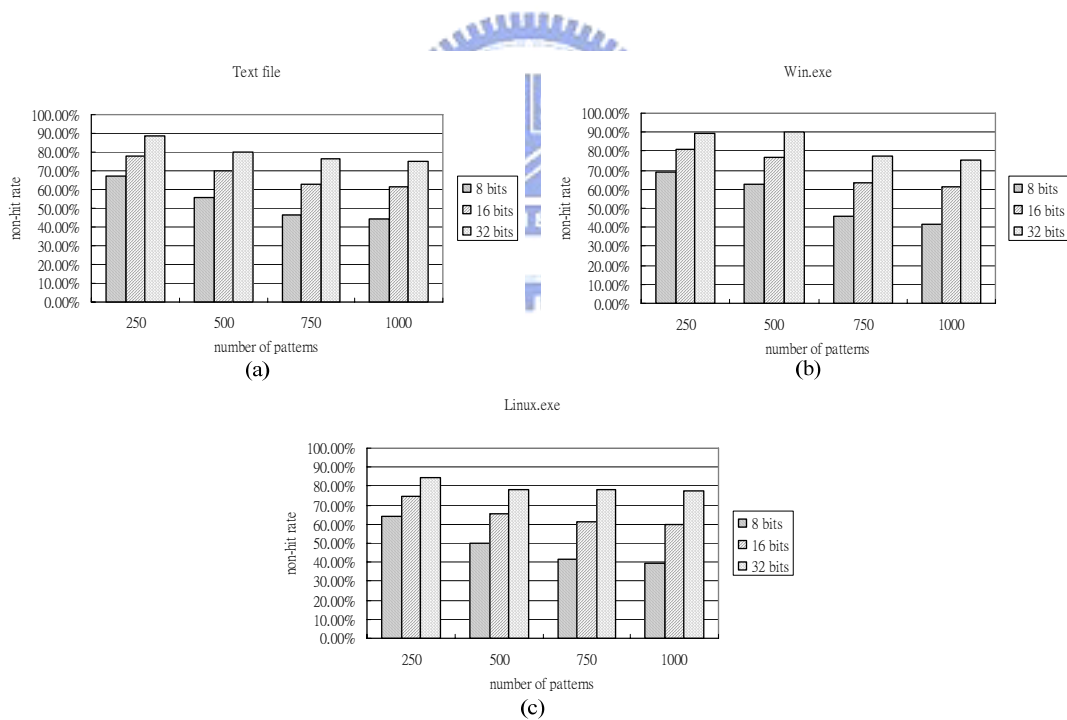 Text file
100.00%
90.00%
80.00%
70.00%
60.00%
50.00%
40.00%
30.00%
20.00%
10.00%
0.00%
non-hit rate
250 500 750 1000
number of patterns
8 bits
16 bits
32 bits
(a)
Win.exe
100.00%
90.00%
80.00%
70.00%
60.00%
50.00%
40.00%
30.00%
20.00%
10.00%
0.00%
non-hit rate
250 500 750 1000
number of patterns
8 bits
16 bits
32 bits
(b)
Linux.exe
100.00%
90.00%
80.00%
70.00%
60.00%
50.00%
40.00%
30.00%
20.00%
10.00%
0.00%
non-hit rate
250 500 750 1000
number of patterns
8 bits
16 bits
32 bits
(c)